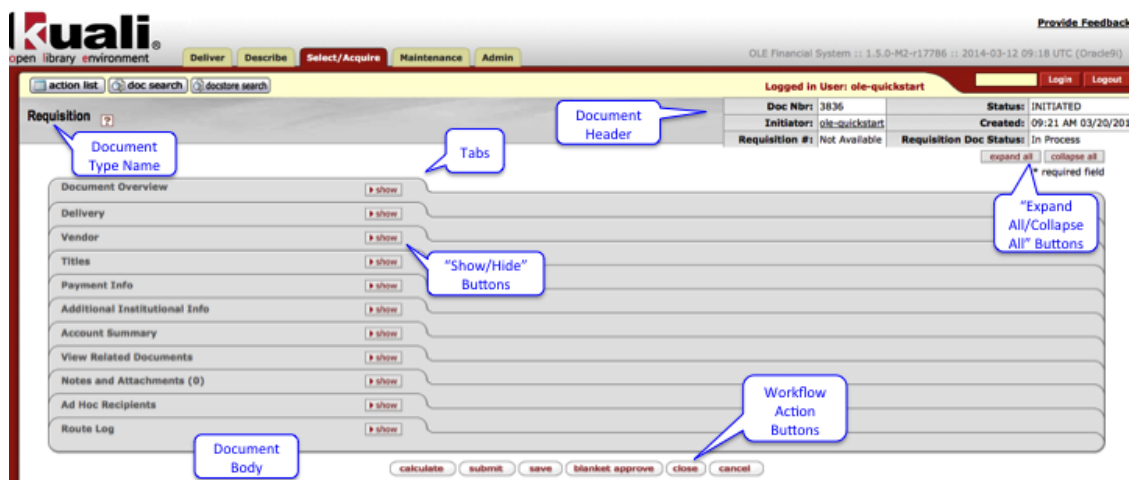 Provide Feedback
kuali®
open library environment
Deliver Describe Select/Acquire Maintenance Admin
OLE Financial System :: 1.5.0-M2-r17786 :: 2014-03-12 09:18 UTC (Oracle9i)
action list doc search docstore search
Logged in User: ole-quickstart
Login Logout
Requisition ?
Doc Nbr: 3836 Status: INITIATED
Initiator: ole-quickstart Created: 09:21 AM 03/20/201
Requisition #: Not Available Requisition Doc Status: In Process
Document
Header
Document
Type Name
Tabs
expand all collapse all
* required field
"Expand
All/Collapse
All" Buttons
Document Overview show
Delivery show
Vendor show
Titles show
"Show/Hide"
Buttons
Payment Info show
Additional Institutional Info show
Account Summary show
View Related Documents show
Notes and Attachments (0) show
Ad Hoc Recipients show
Route Log show
Workflow
Action
Buttons
Document
Body
calculate submit save blanket approve close cancel